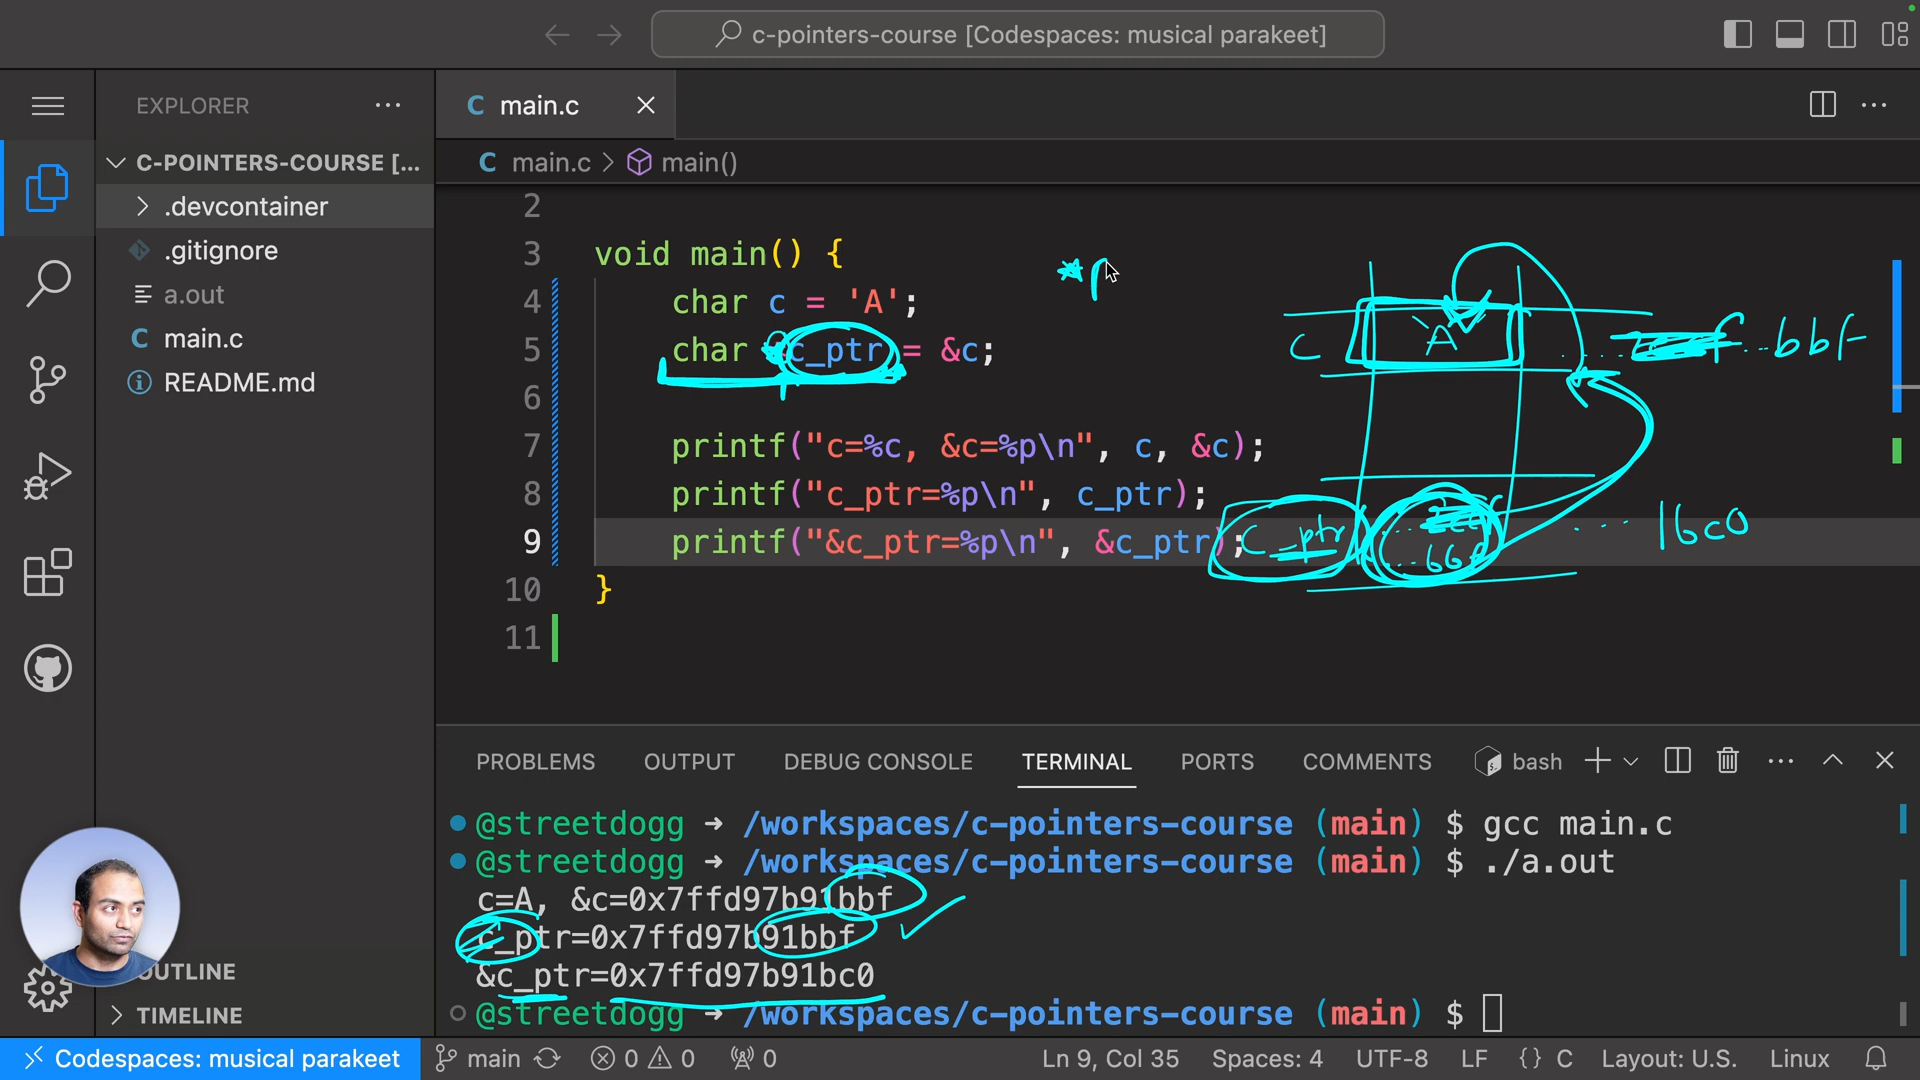 c-pointers-course [Codespaces: musical parakeet]
EXPLORER
C-POINTERS-COURSE [...
.devcontainer
.gitignore
a.out
C main.c
README.md
OUTLINE
TIMELINE
C main.c
C main.c > main()
2
3 void main() {
4 char c = 'A';
5 char *c_ptr = &c;
6
7 printf("c=%c, &c=%p\n", c, &c);
8 printf("c_ptr=%p\n", c_ptr);
9 printf("&c_ptr=%p\n", &c_ptr);
10 }
11
*p
C 'A' .... f...bbf
C_ptr ...bbf ... 1bc0
PROBLEMS OUTPUT DEBUG CONSOLE TERMINAL PORTS COMMENTS bash
@streetdogg ➜ /workspaces/c-pointers-course (main) $ gcc main.c
@streetdogg ➜ /workspaces/c-pointers-course (main) $ ./a.out
c=A, &c=0x7ffd97b91bbf
c_ptr=0x7ffd97b91bbf
&c_ptr=0x7ffd97b91bc0
@streetdogg ➜ /workspaces/c-pointers-course (main) $
Codespaces: musical parakeet main 0 0 0 Ln 9, Col 35 Spaces: 4 UTF-8 LF {} C Layout: U.S. Linux